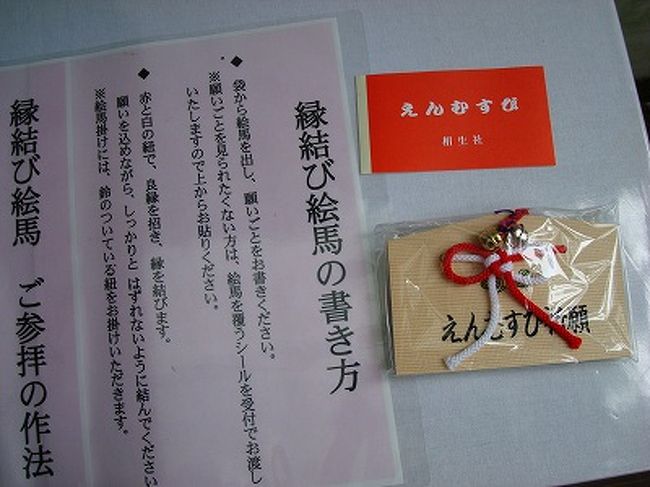 縁結び絵馬の書き方
◆ 袋から絵馬を出し、願いごとをお書きください。
※願いごとを見られたくない方は、絵馬を覆うシールを受付でお渡し
いたしますので上からお貼りください。
◆ 赤と白の紐で、良縁を招き、縁を結びます。
願いを込めながら、しっかりと はずれないように結んでください
※絵馬掛けには、鈴のついている紐をお掛けいただきます。
縁結び絵馬 ご参拝の作法
えんむすび
相生社
えんむすび祈願